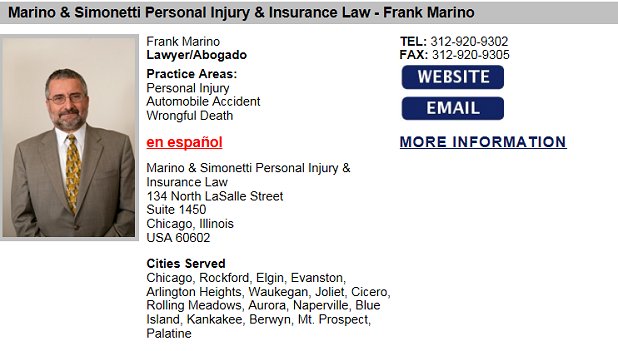 Marino & Simonetti Personal Injury & Insurance Law - Frank Marino
Frank Marino
Lawyer/Abogado
Practice Areas:
Personal Injury
Automobile Accident
Wrongful Death
en español
Marino & Simonetti Personal Injury &
Insurance Law
134 North LaSalle Street
Suite 1450
Chicago, Illinois
USA 60602
Cities Served
Chicago, Rockford, Elgin, Evanston,
Arlington Heights, Waukegan, Joliet, Cicero,
Rolling Meadows, Aurora, Naperville, Blue
Island, Kankakee, Berwyn, Mt. Prospect,
Palatine
TEL: 312-920-9302
FAX: 312-920-9305
WEBSITE
EMAIL
MORE INFORMATION